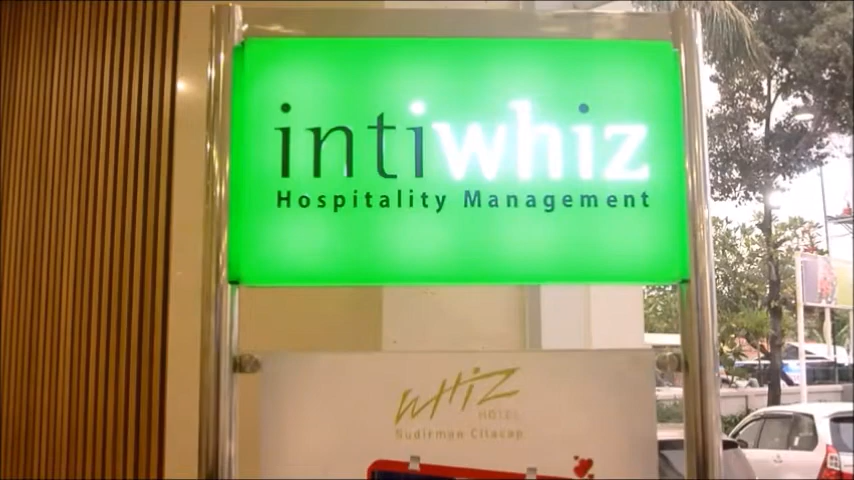 intiwhiz
Hospitality Management
WHIZ
HOTEL
Sudirman Cilacap